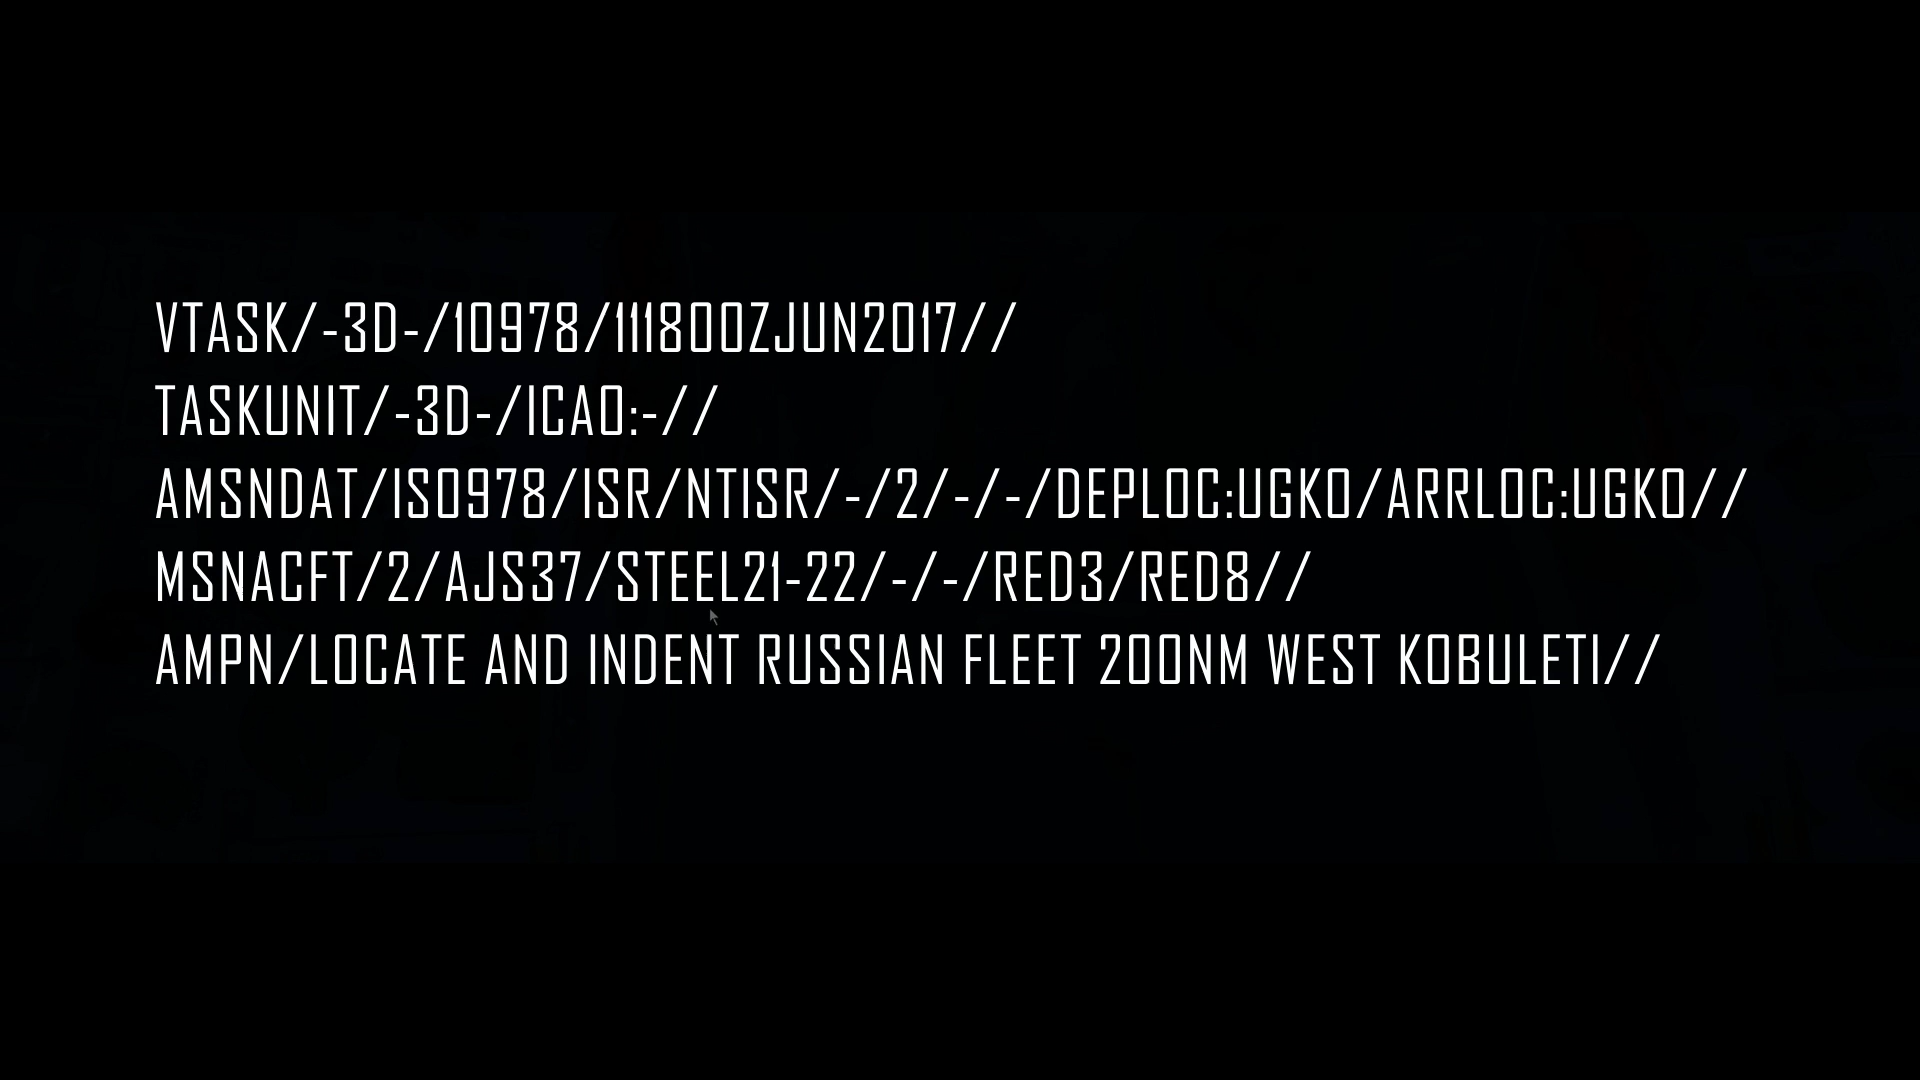 VTASK/-3D-/10978/111800ZJUN2017//
TASKUNIT/-3D-/ICAO:-//
AMSNDAT/IS0978/ISR/NTISR/-/2/-/-/DEPLOC:UGKO/ARRLOC:UGKO//
MSNACFT/2/AJS37/STEEL21-22/-/-/RED3/RED8//
AMPN/LOCATE AND INDENT RUSSIAN FLEET 200NM WEST KOBULETI//